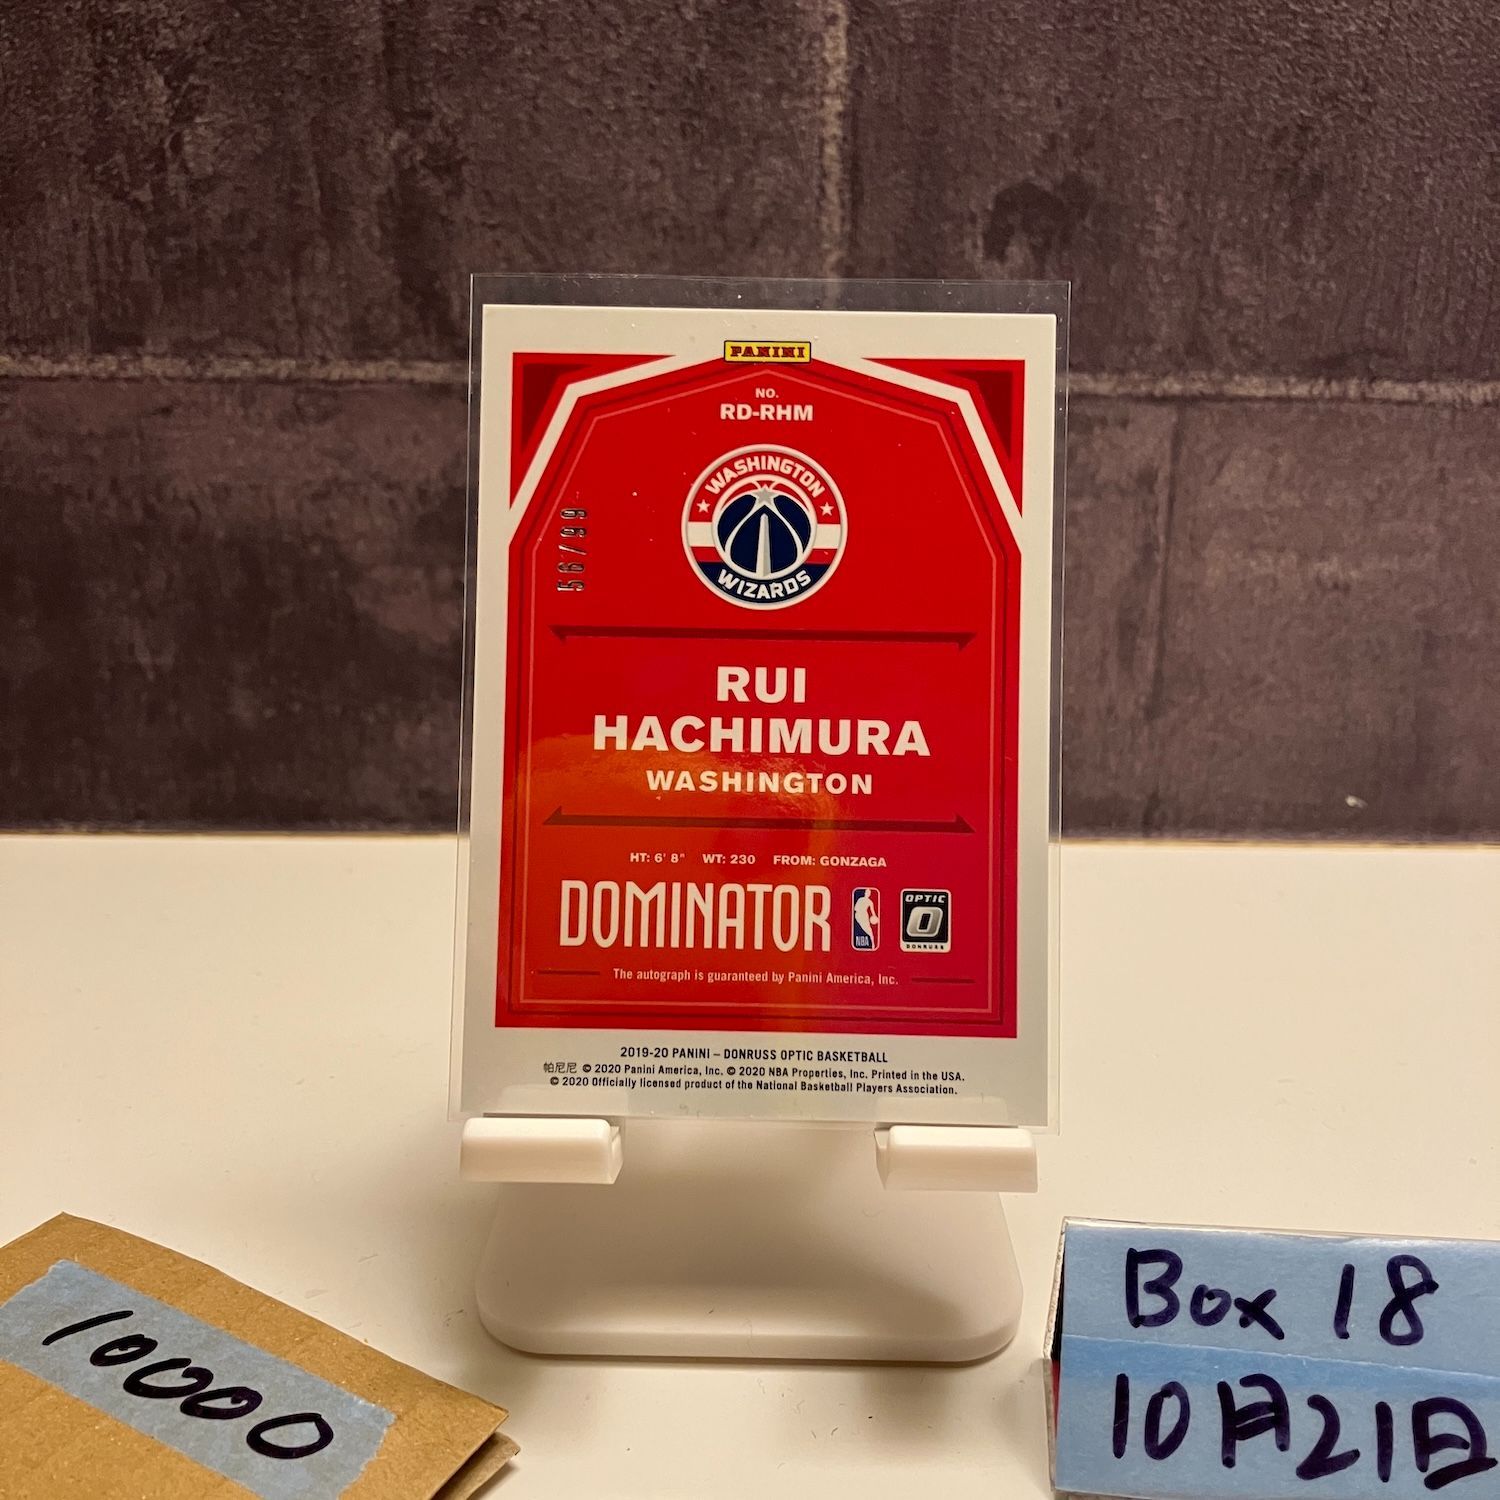 PANINI
NO.
RD-RHM
WASHINGTON
WIZARDS
56/99
RUI
HACHIMURA
WASHINGTON
HT: 6' 8" WT: 230 FROM: GONZAGA
DOMINATOR
NBA
OPTIC
DONRUSS
The autograph is guaranteed by Panini America, Inc.
2019-20 PANINI – DONRUSS OPTIC BASKETBALL
帕尼尼 © 2020 Panini America, Inc. © 2020 NBA Properties, Inc. Printed in the USA.
© 2020 Officially licensed product of the National Basketball Players Association.
10000
Box 18
10月21日